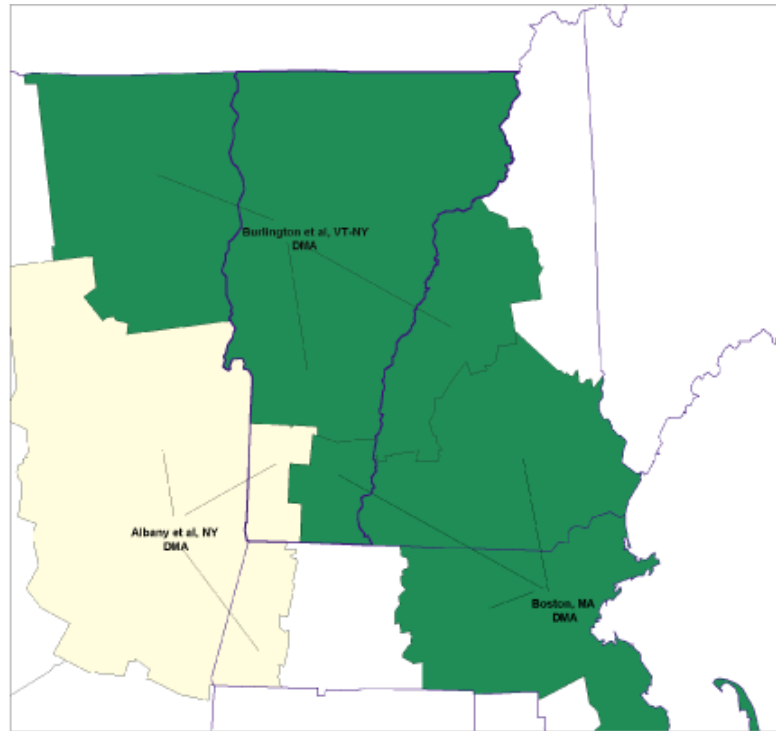 Burlington et al, VT-NY
DMA
Albany et al, NY
DMA
Boston, MA
DMA